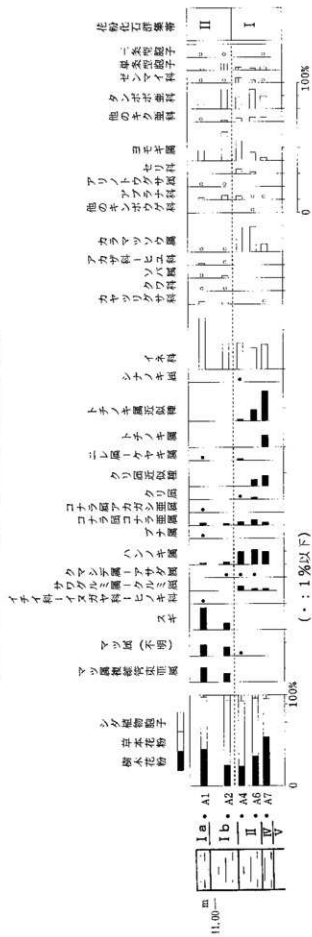 花粉化石群集帯
三条型胞子
単条型胞子
ゼンマイ科
タンポポ亜科
他のキク亜科
ヨモギ属
セリ科
アリノトウグサ属
アブラナ科
他のキンポウゲ科
カラマツソウ属
アカザ科-ヒユ科
ソバ属
クワ科
カヤツリグサ科
イネ科
シナノキ属
トチノキ属近似種
トチノキ属
ニレ属-ケヤキ属
クリ属近似種
クリ属
コナラ属アカガシ亜属
コナラ属コナラ亜属
ブナ属
ハンノキ属
クマシデ属-アサダ属
サワグルミ属-クルミ属
イチイ科-イヌガヤ科-ヒノキ科
スギ
マツ属(不明)
マツ属複維管束亜属
シダ植物胞子
草本花粉
樹木花粉
II
I
Ia A1
Ib A2
II A4
A6
IV A7
V
m
11.00
0
100%
0
100%
(・:1%以下)